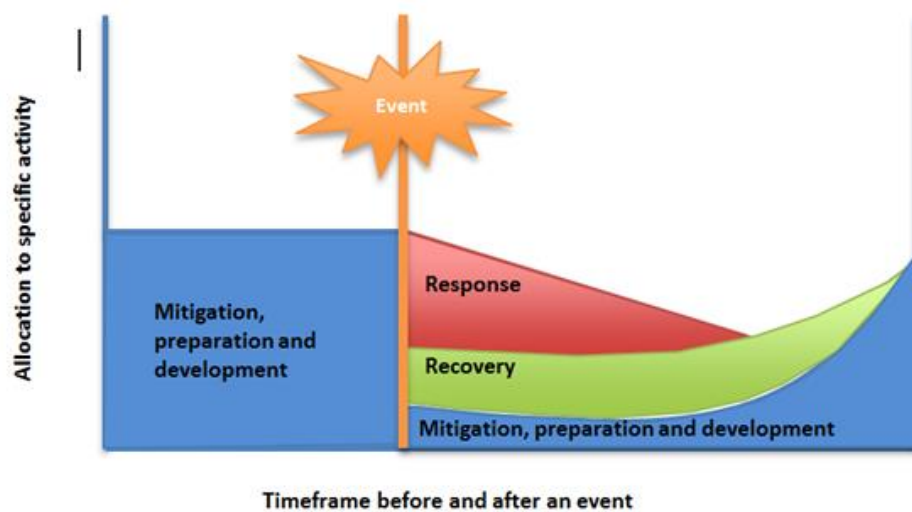 Allocation to specific activity
Event
Mitigation,
preparation and
development
Response
Recovery
Mitigation, preparation and development
Timeframe before and after an event